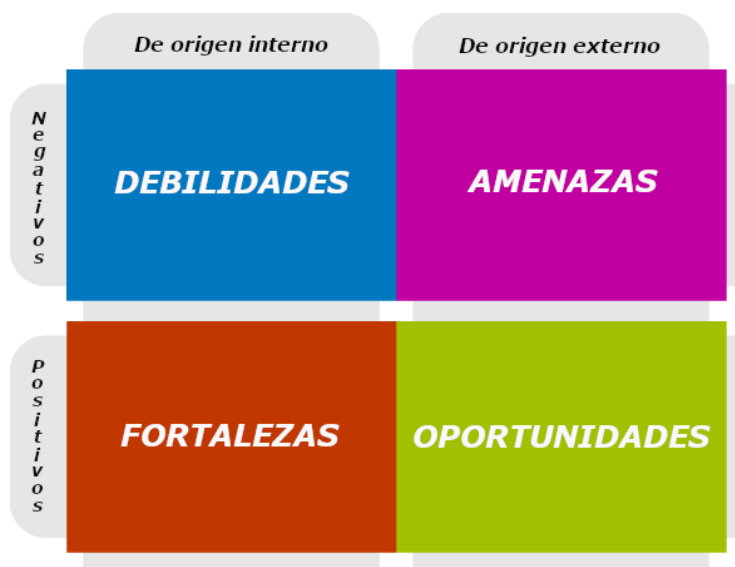 De origen interno
De origen externo
Negativos
DEBILIDADES
AMENAZAS
Positivos
FORTALEZAS
OPORTUNIDADES